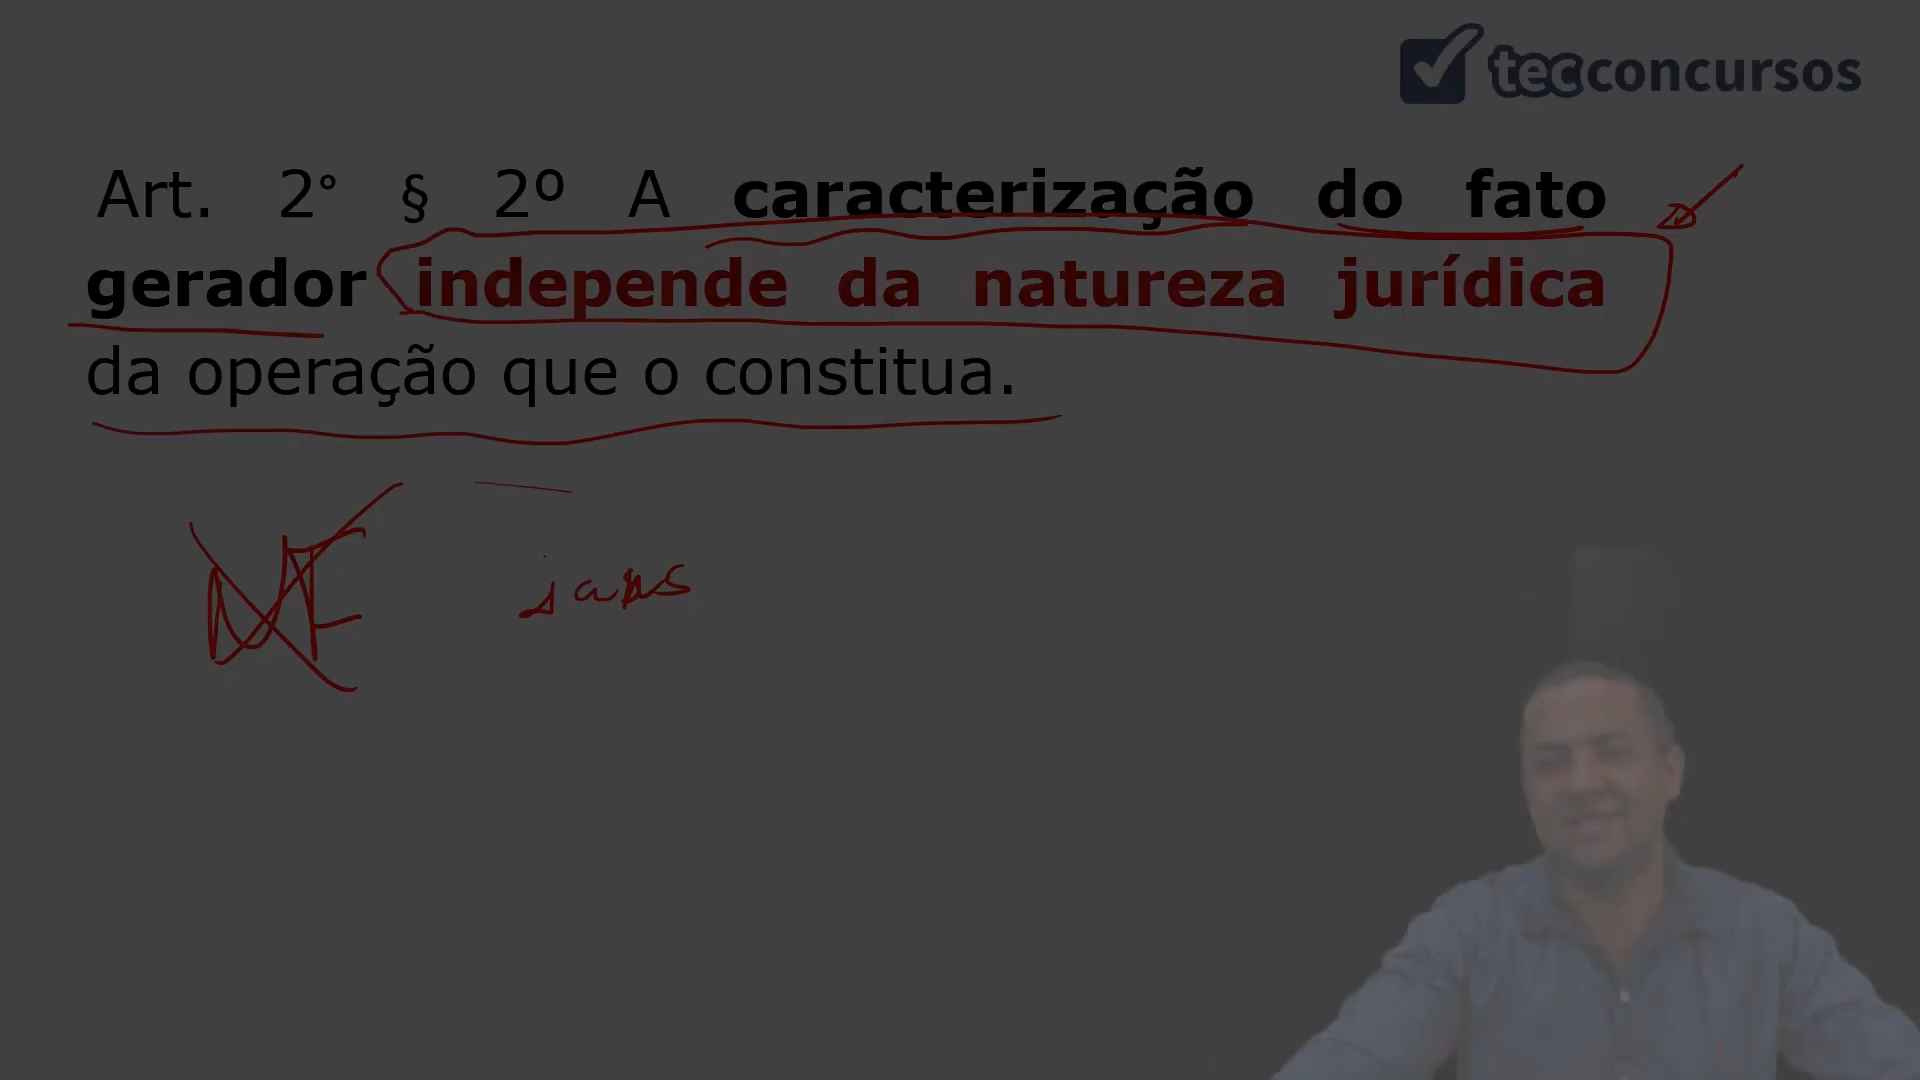 tecconcursos
Art. 2° § 2º A caracterização do fato
gerador independe da natureza jurídica
da operação que o constitua.